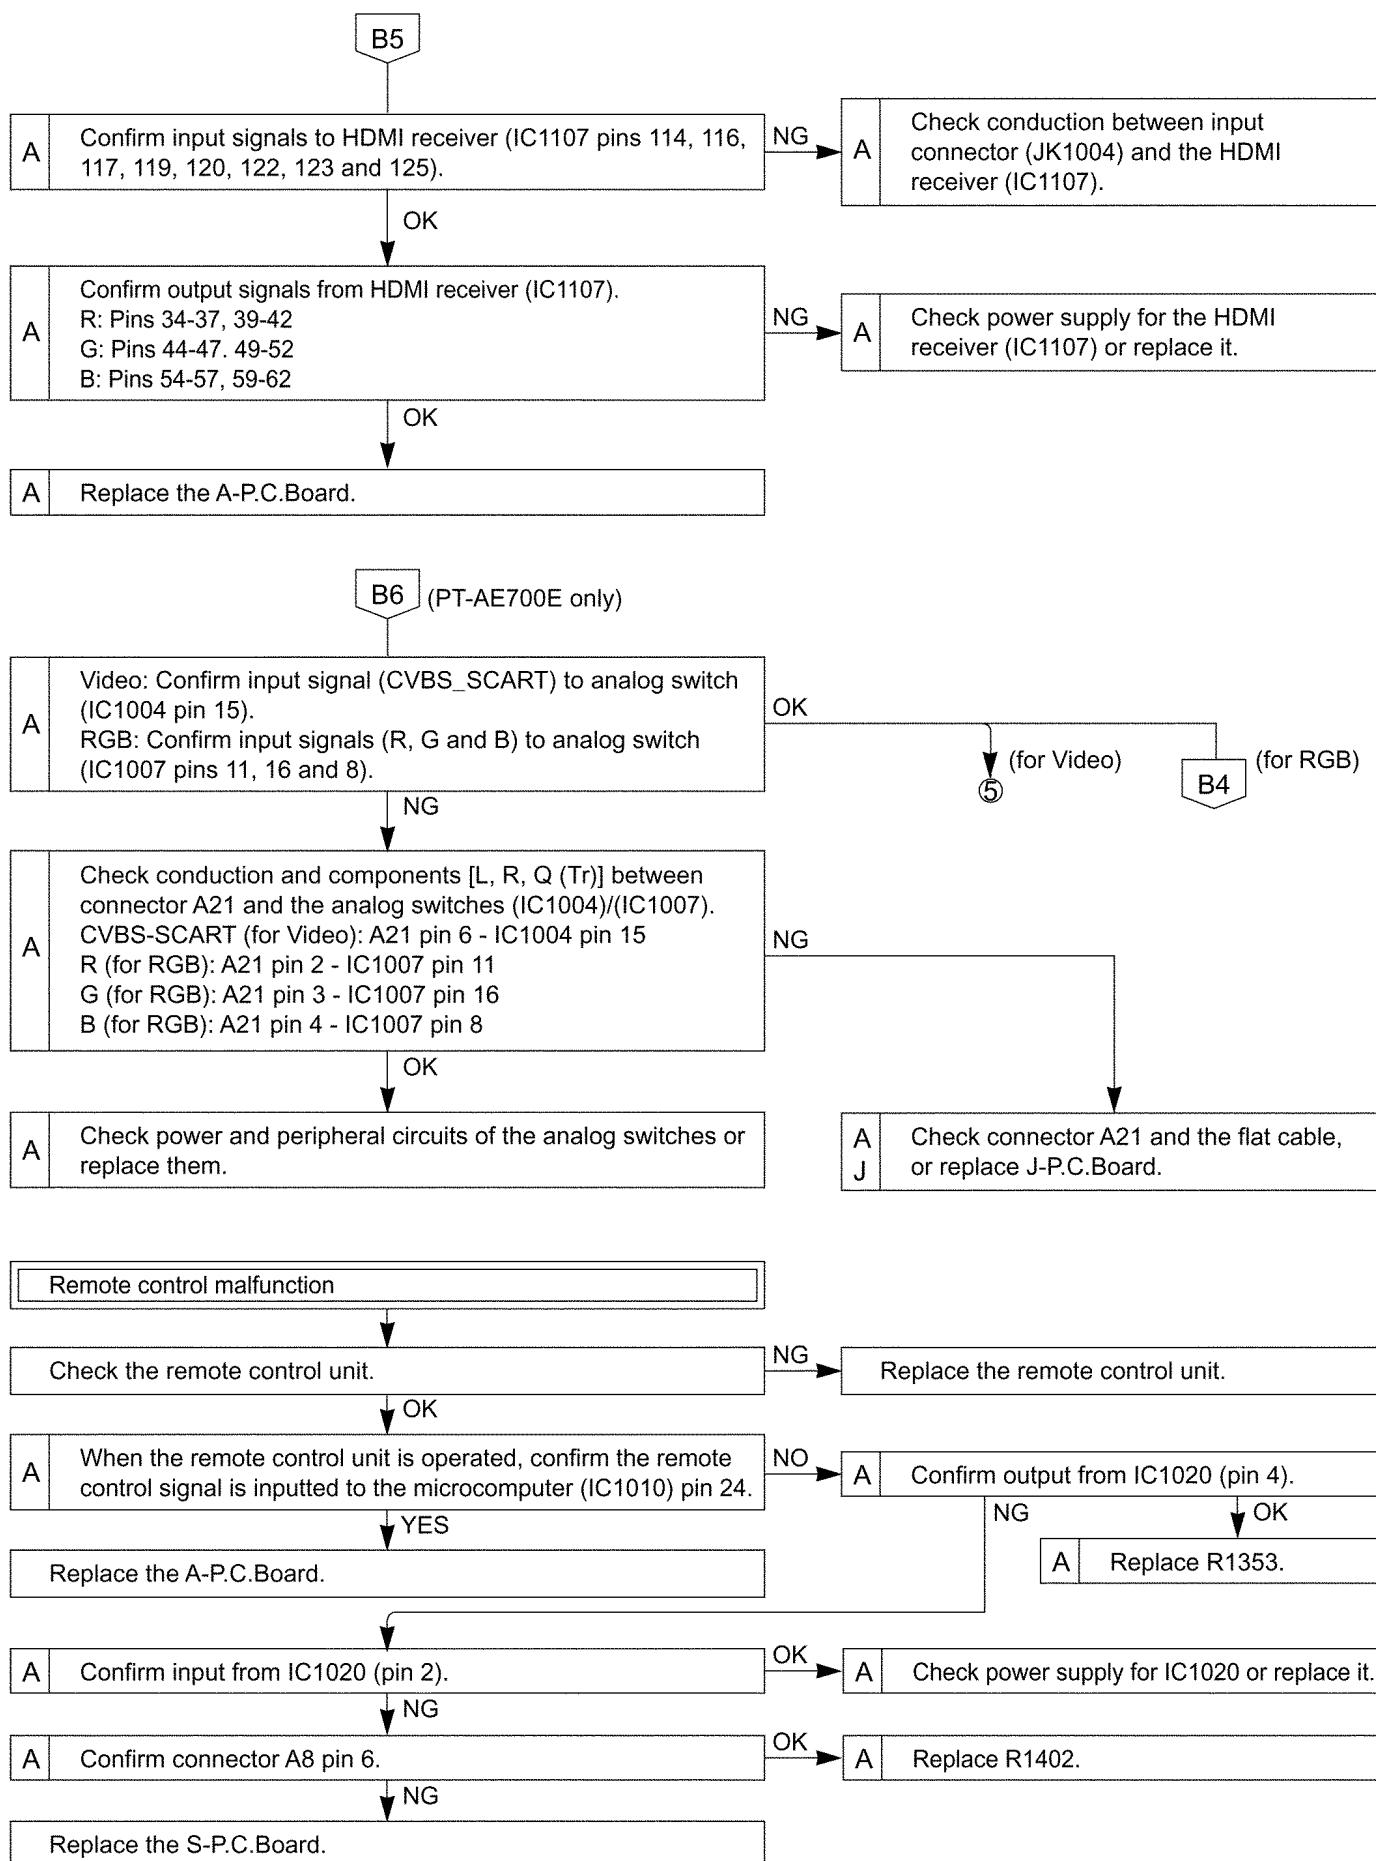 B5
A
Confirm input signals to HDMI receiver (IC1107 pins 114, 116,
117, 119, 120, 122, 123 and 125).
NG
A
Check conduction between input
connector (JK1004) and the HDMI
receiver (IC1107).
OK
A
Confirm output signals from HDMI receiver (IC1107).
R: Pins 34-37, 39-42
G: Pins 44-47. 49-52
B: Pins 54-57, 59-62
NG
A
Check power supply for the HDMI
receiver (IC1107) or replace it.
OK
A
Replace the A-P.C.Board.
B6
(PT-AE700E only)
A
Video: Confirm input signal (CVBS_SCART) to analog switch
(IC1004 pin 15).
RGB: Confirm input signals (R, G and B) to analog switch
(IC1007 pins 11, 16 and 8).
OK
(for Video)
⑤
B4
(for RGB)
NG
A
Check conduction and components [L, R, Q (Tr)] between
connector A21 and the analog switches (IC1004)/(IC1007).
CVBS-SCART (for Video): A21 pin 6 - IC1004 pin 15
R (for RGB): A21 pin 2 - IC1007 pin 11
G (for RGB): A21 pin 3 - IC1007 pin 16
B (for RGB): A21 pin 4 - IC1007 pin 8
NG
OK
A
Check power and peripheral circuits of the analog switches or
replace them.
A
J
Check connector A21 and the flat cable,
or replace J-P.C.Board.
Remote control malfunction
Check the remote control unit.
NG
Replace the remote control unit.
OK
A
When the remote control unit is operated, confirm the remote
control signal is inputted to the microcomputer (IC1010) pin 24.
NO
A
Confirm output from IC1020 (pin 4).
YES
NG
OK
Replace the A-P.C.Board.
A
Replace R1353.
A
Confirm input from IC1020 (pin 2).
OK
A
Check power supply for IC1020 or replace it.
NG
A
Confirm connector A8 pin 6.
OK
A
Replace R1402.
NG
Replace the S-P.C.Board.